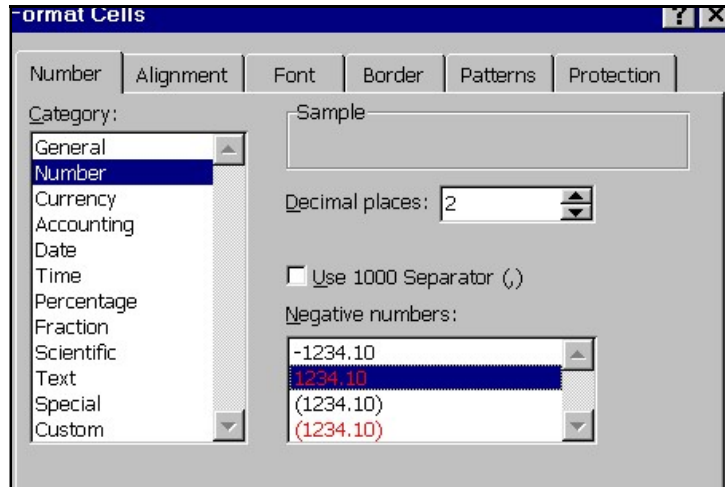 Format Cells
Number Alignment Font Border Patterns Protection
Category:
General
Number
Currency
Accounting
Date
Time
Percentage
Fraction
Scientific
Text
Special
Custom
Sample
Decimal places: 2
Use 1000 Separator (,)
Negative numbers:
-1234.10
1234.10
(1234.10)
(1234.10)